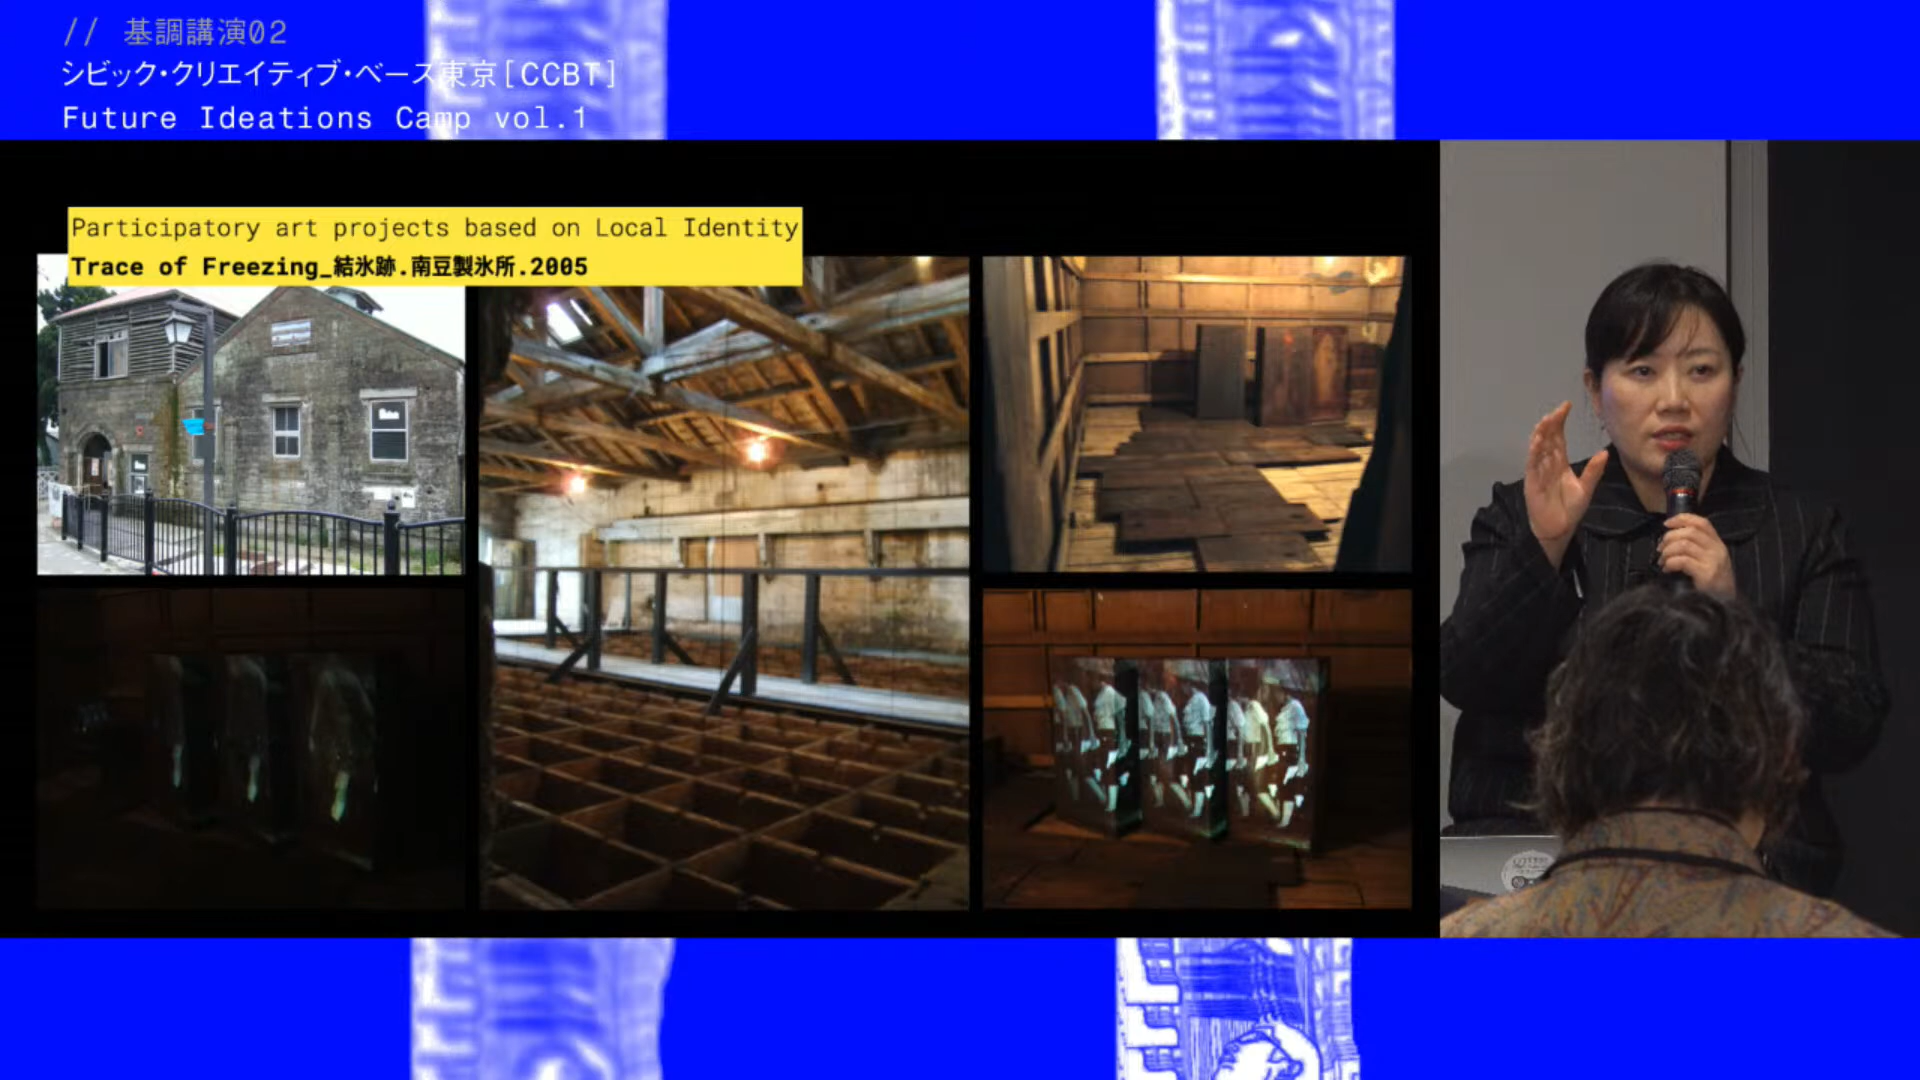 // 基調講演02
シビック・クリエイティブ・ベース東京[CCBT]
Future Ideations Camp vol.1
Participatory art projects based on Local Identity
Trace of Freezing_結氷跡.南豆製氷所.2005